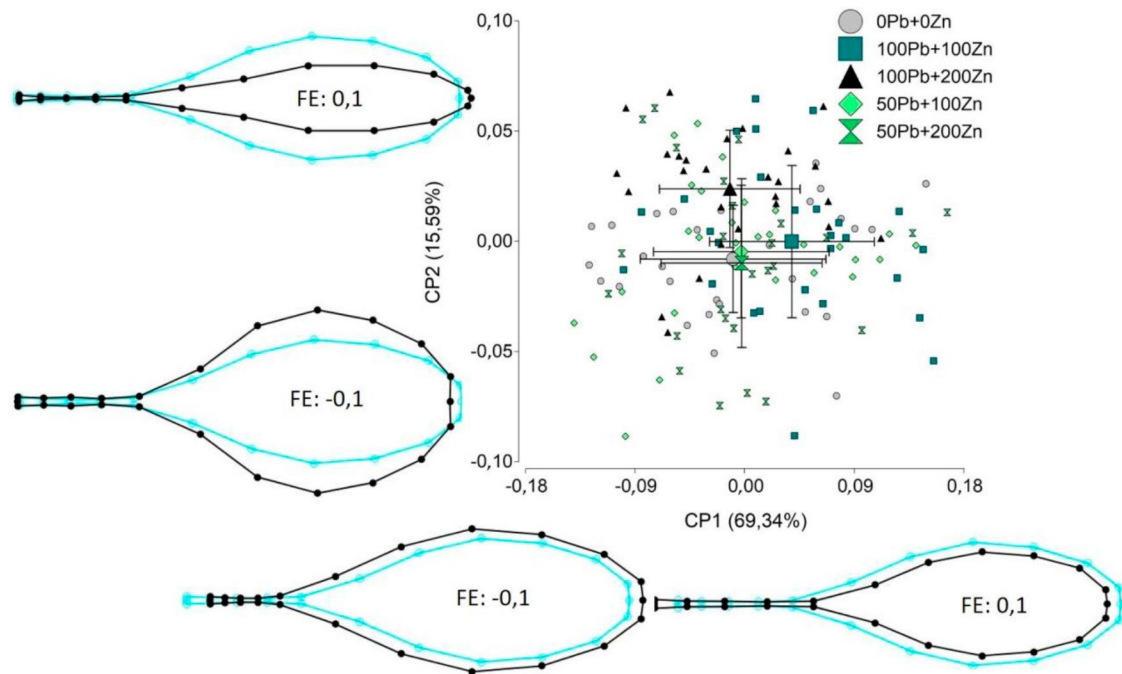 0,10
0Pb+0Zn
100Pb+100Zn
100Pb+200Zn
50Pb+100Zn
50Pb+200Zn
FE: 0,1
0,05
CP2 (15,59%)
0,00
FE: -0,1
-0,05
-0,10
-0,18
-0,09
0,00
0,09
0,18
CP1 (69,34%)
FE: -0,1
FE: 0,1